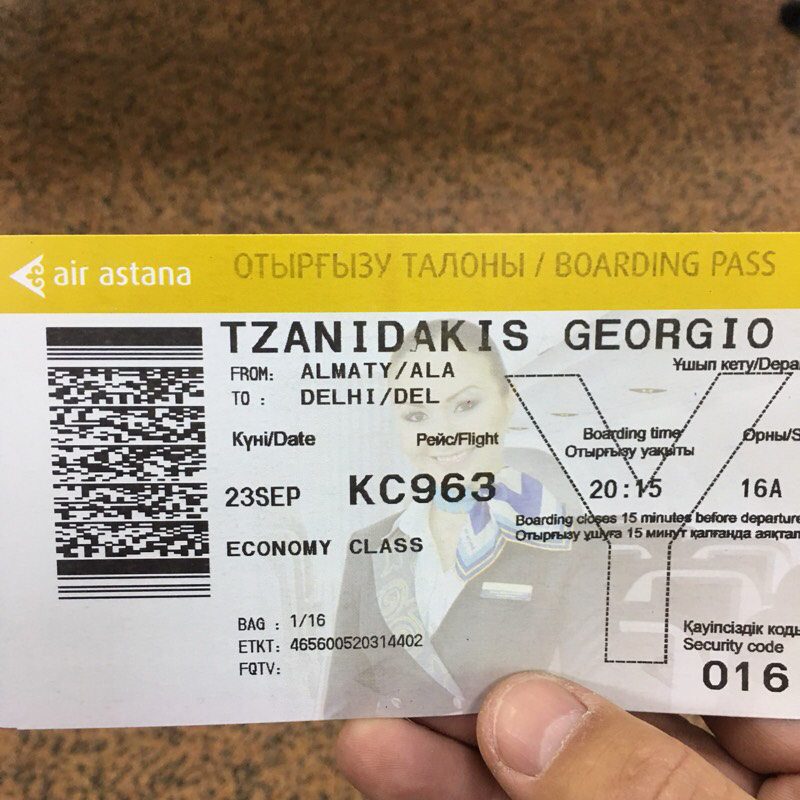 air astana
ОТЫРҒЫЗУ ТАЛОНЫ / BOARDING PASS
TZANIDAKIS GEORGIO
FROM: ALMATY/ALA
Ұшып кету/Depa
TO : DELHI/DEL
Күні/Date Рейс/Flight Boarding time Орны/S
Отырғызу уақыты
23SEP KC963 20:15 16A
Boarding closes 15 minutes before departure
Отырғызу ұшуға 15 минут қалғанда аяқтал
ECONOMY CLASS
BAG : 1/16
ETKT: 465600520314402
FQTV:
Қауіпсіздік коды
Security code
016